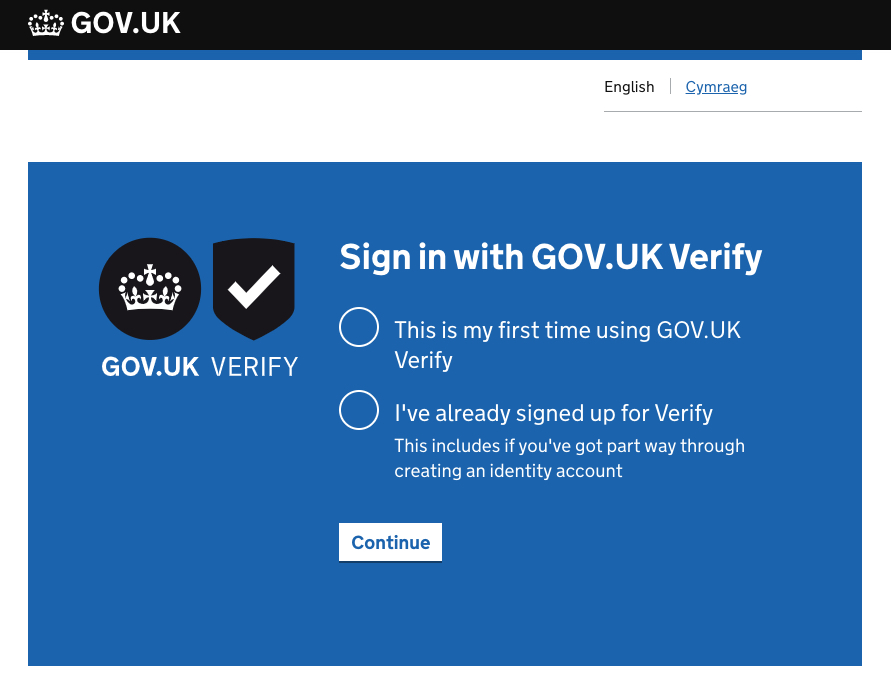 GOV.UK
English
Cymraeg
Sign in with GOV.UK Verify
GOV.UK VERIFY
This is my first time using GOV.UK
Verify
I've already signed up for Verify
This includes if you've got part way through
creating an identity account
Continue